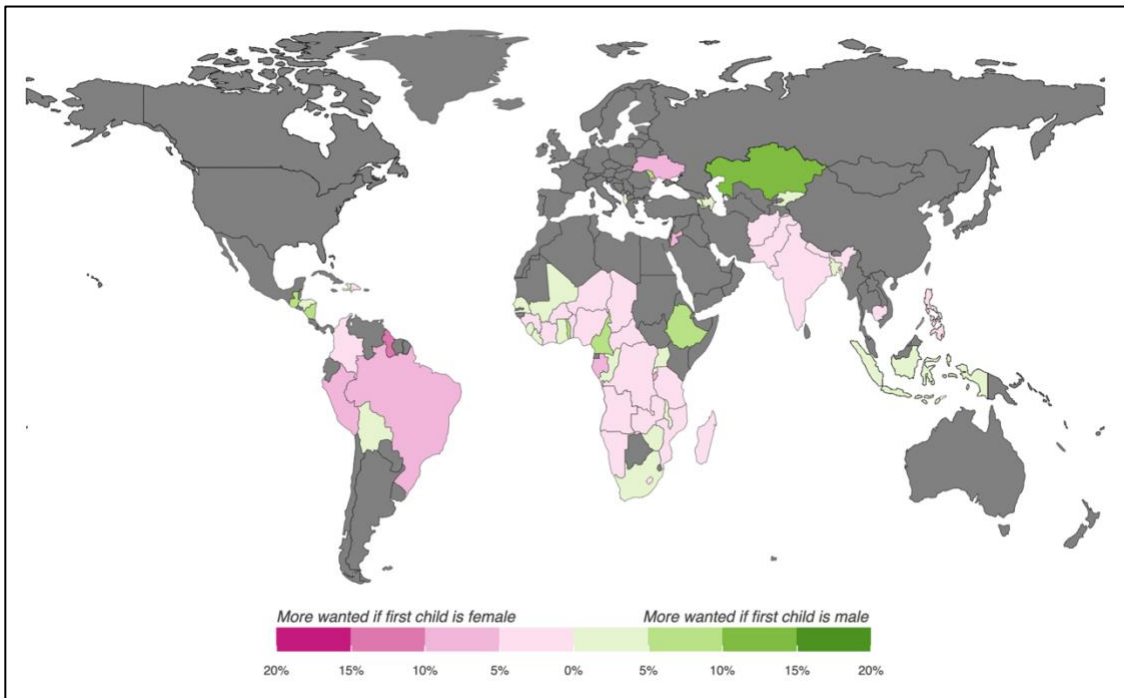 More wanted if first child is female More wanted if first child is male
20% 15% 10% 5% 0% 5% 10% 15% 20%